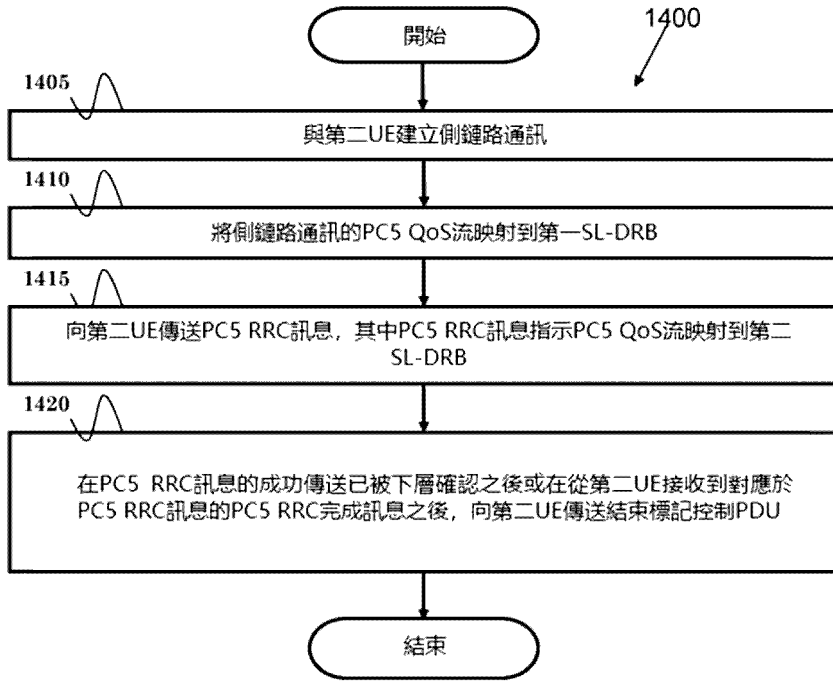 開始
1400
1405
與第二UE建立側鏈路通訊
1410
將側鏈路通訊的PC5 QoS流映射到第一SL-DRB
1415
向第二UE傳送PC5 RRC訊息，其中PC5 RRC訊息指示PC5 QoS流映射到第二
SL-DRB
1420
在PC5 RRC訊息的成功傳送已被下層確認之後或在從第二UE接收到對應於
PC5 RRC訊息的PC5 RRC完成訊息之後，向第二UE傳送結束標記控制PDU
結束